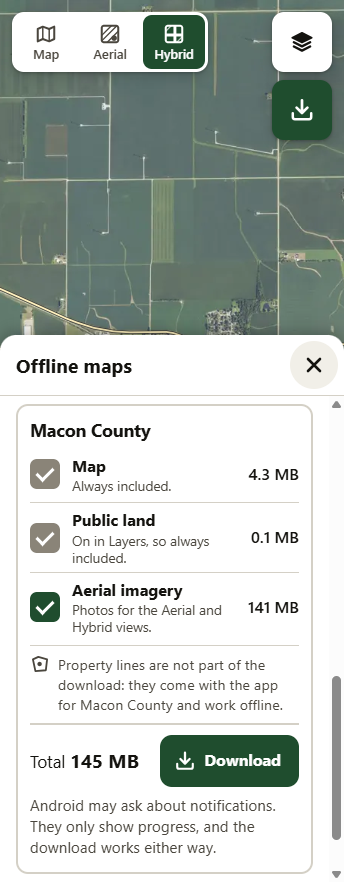 Map
Aerial
Hybrid
Offline maps
Macon County
Map
4.3 MB
Always included.
Public land
0.1 MB
On in Layers, so always
included.
Aerial imagery
141 MB
Photos for the Aerial and
Hybrid views.
Property lines are not part of the
download: they come with the app
for Macon County and work offline.
Total 145 MB
Download
Android may ask about notifications.
They only show progress, and the
download works either way.